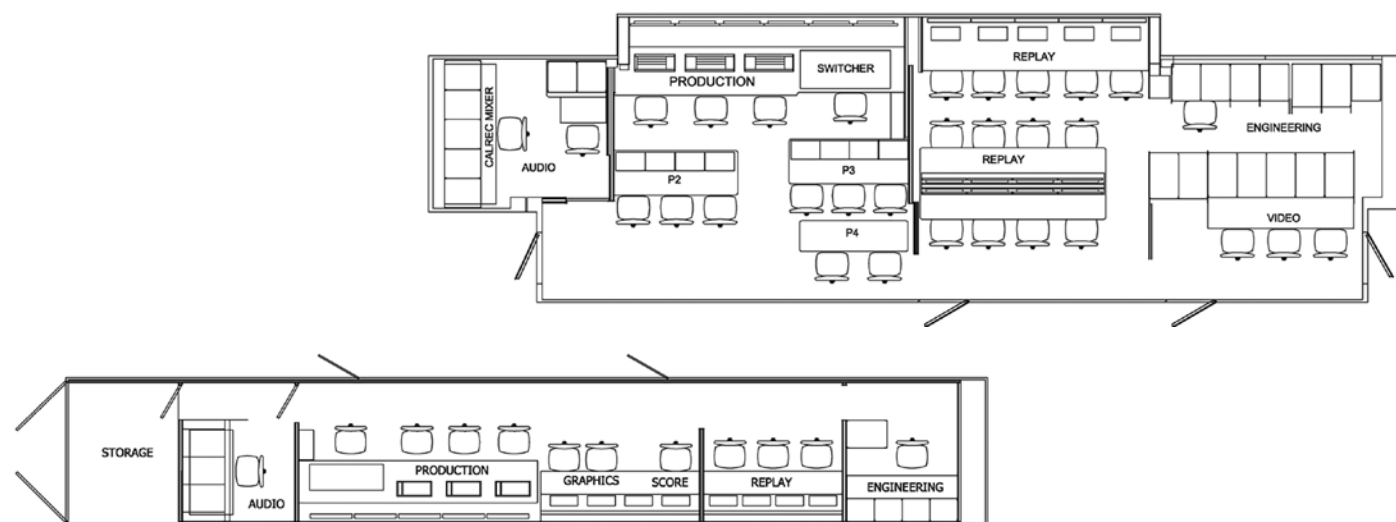 CALREC MIXER
AUDIO
PRODUCTION
SWITCHER
REPLAY
ENGINEERING
P2
P3
REPLAY
P4
VIDEO
STORAGE
AUDIO
PRODUCTION
GRAPHICS
SCORE
REPLAY
ENGINEERING